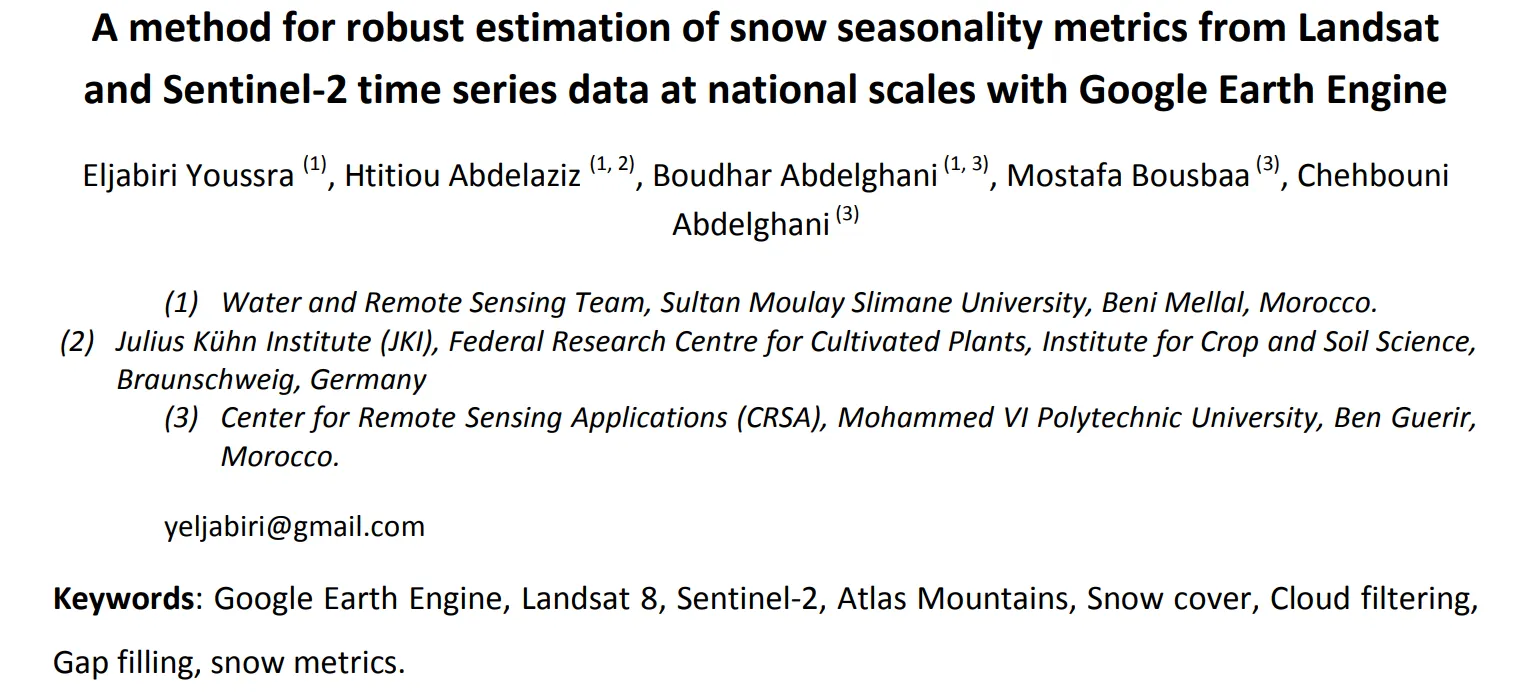 A method for robust estimation of snow seasonality metrics from Landsat
and Sentinel-2 time series data at national scales with Google Earth Engine
Eljabiri Youssra (1), Htitiou Abdelaziz (1, 2), Boudhar Abdelghani (1, 3), Mostafa Bousbaa (3), Chehbouni
Abdelghani (3)
(1) Water and Remote Sensing Team, Sultan Moulay Slimane University, Beni Mellal, Morocco.
(2) Julius Kühn Institute (JKI), Federal Research Centre for Cultivated Plants, Institute for Crop and Soil Science,
Braunschweig, Germany
(3) Center for Remote Sensing Applications (CRSA), Mohammed VI Polytechnic University, Ben Guerir,
Morocco.
yeljabiri@gmail.com
Keywords: Google Earth Engine, Landsat 8, Sentinel-2, Atlas Mountains, Snow cover, Cloud filtering,
Gap filling, snow metrics.